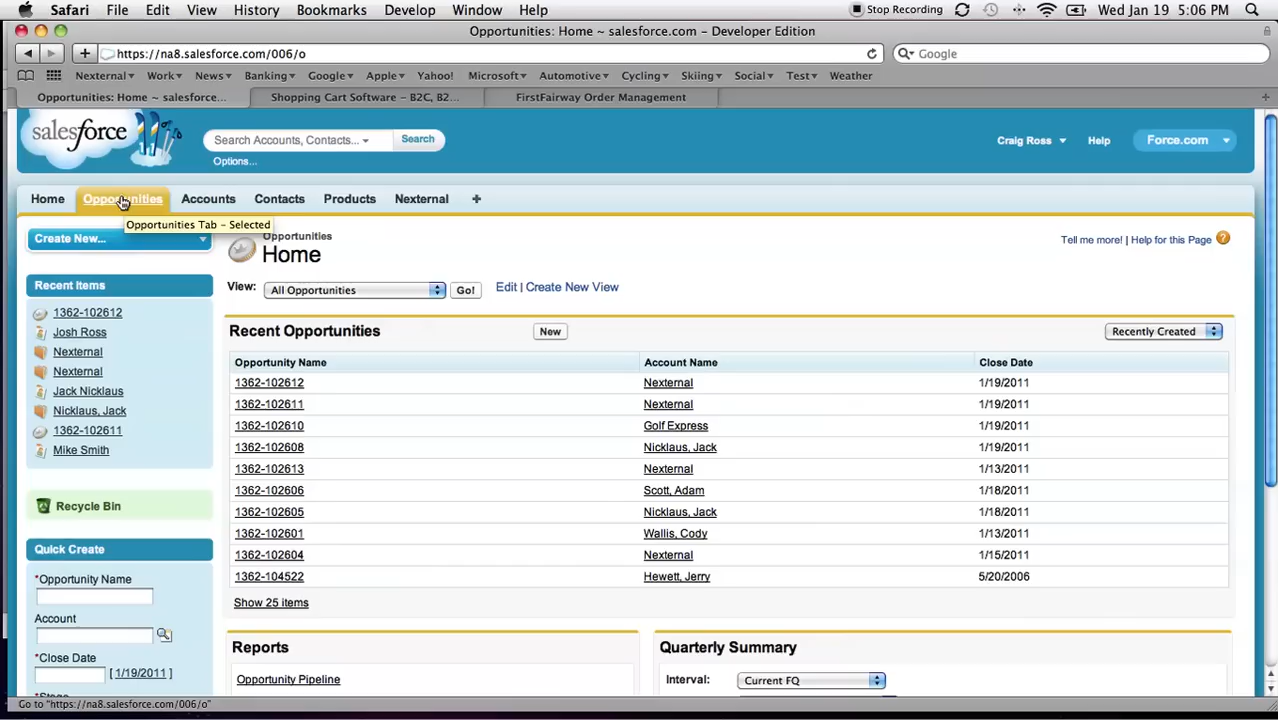 Safari File Edit View History Bookmarks Develop Window Help Stop Recording Wed Jan 19 5:06 PM
Opportunities: Home ~ salesforce.com – Developer Edition
https://na8.salesforce.com/006/o Google
Nexternal Work News Banking Google Apple Yahoo! Microsoft Automotive Cycling Skiing Social Test Weather
Opportunities: Home ~ salesforce... Shopping Cart Software – B2C, B2... FirstFairway Order Management
salesforce Search Accounts, Contacts... Search Craig Ross Help Force.com
Options...
Home Opportunities Accounts Contacts Products Nexternal +
Opportunities Tab – Selected
Create New...
Opportunities
Home
Tell me more! | Help for this Page ?
View: All Opportunities Go! Edit | Create New View
Recent Items
1362-102612
Josh Ross
Nexternal
Nexternal
Jack Nicklaus
Nicklaus, Jack
1362-102611
Mike Smith
Recycle Bin
Quick Create
*Opportunity Name
Account
*Close Date
[ 1/19/2011 ]
Recent Opportunities New Recently Created
Opportunity Name Account Name Close Date
1362-102612 Nexternal 1/19/2011
1362-102611 Nexternal 1/19/2011
1362-102610 Golf Express 1/19/2011
1362-102608 Nicklaus, Jack 1/19/2011
1362-102613 Nexternal 1/13/2011
1362-102606 Scott, Adam 1/18/2011
1362-102605 Nicklaus, Jack 1/18/2011
1362-102601 Wallis, Cody 1/13/2011
1362-102604 Nexternal 1/15/2011
1362-104522 Hewett, Jerry 5/20/2006
Show 25 items
Reports
Opportunity Pipeline
Quarterly Summary
Interval: Current FQ
Go to "https://na8.salesforce.com/006/o"